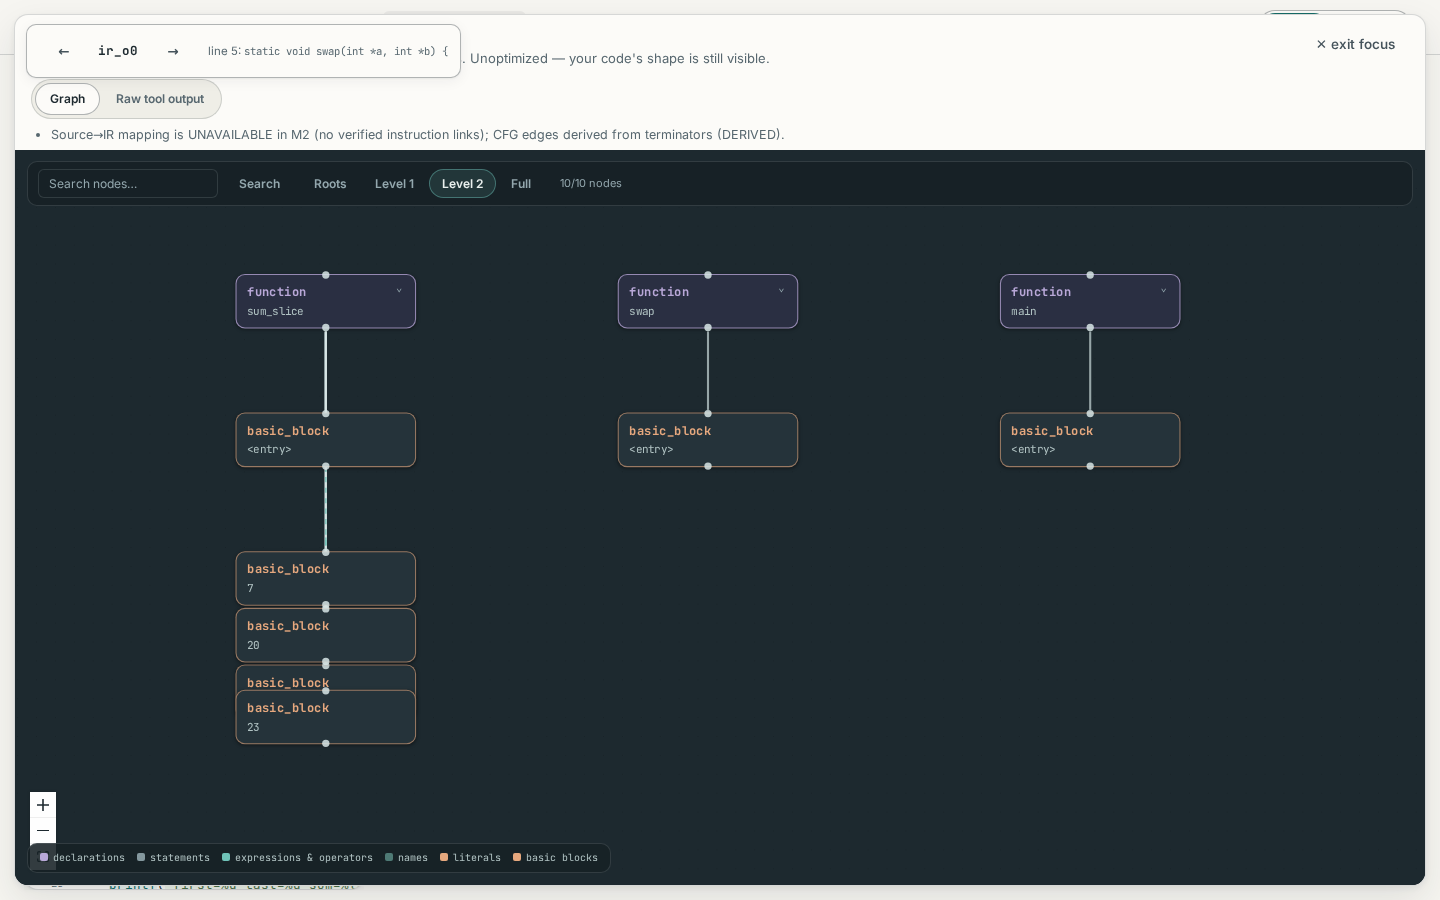 ← ir_o0 → line 5: static void swap(int *a, int *b) {
. Unoptimized — your code's shape is still visible.
✕ exit focus
Graph Raw tool output
• Source→IR mapping is UNAVAILABLE in M2 (no verified instruction links); CFG edges derived from terminators (DERIVED).
Search nodes... Search Roots Level 1 Level 2 Full 10/10 nodes
function
sum_slice
function
swap
function
main
basic_block
<entry>
basic_block
<entry>
basic_block
<entry>
basic_block
7
basic_block
20
basic_block
basic_block
23
+
−
declarations statements expressions & operators names literals basic blocks